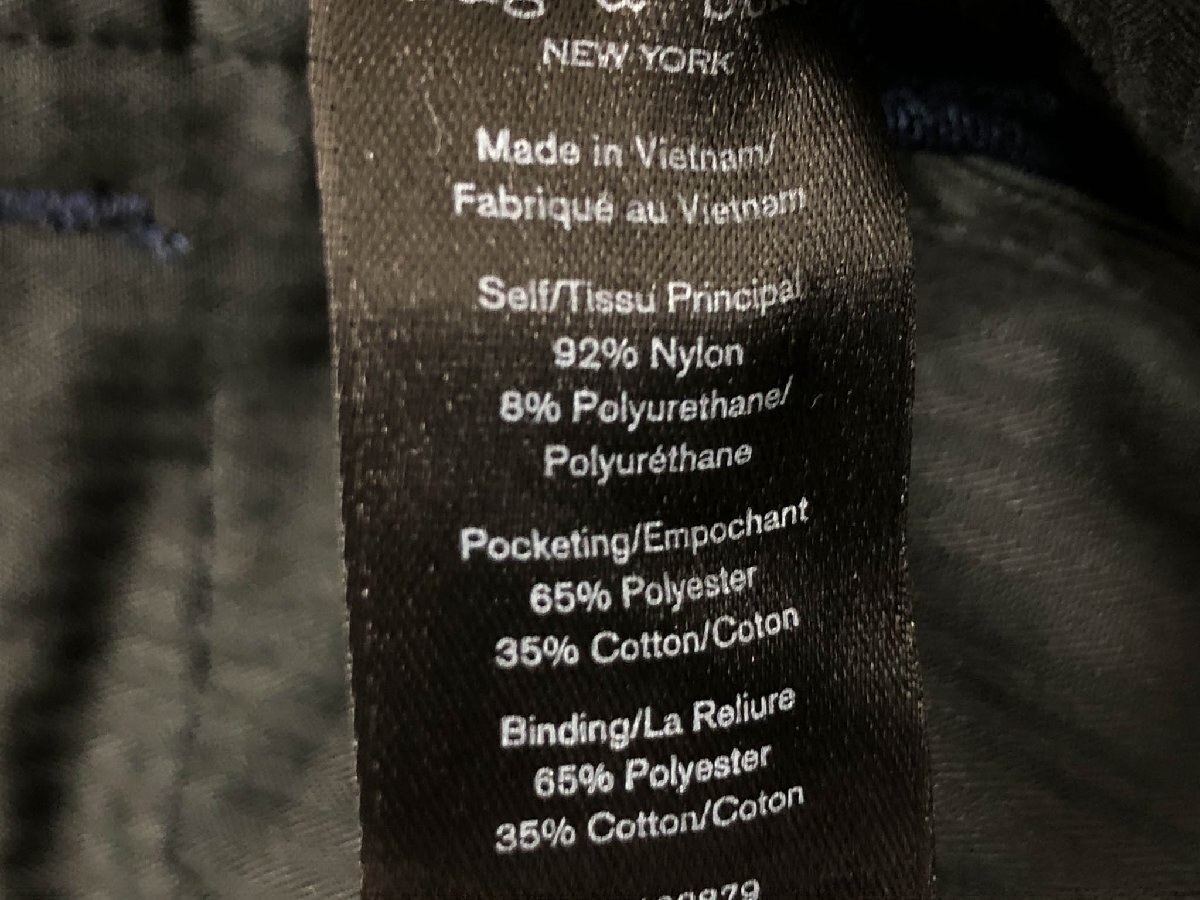 NEW YORK
Made in Vietnam/
Fabriqué au Vietnam
Self/Tissu Principal
92% Nylon
8% Polyurethane/
Polyuréthane
Pocketing/Empochant
65% Polyester
35% Cotton/Coton
Binding/La Reliure
65% Polyester
35% Cotton/Coton